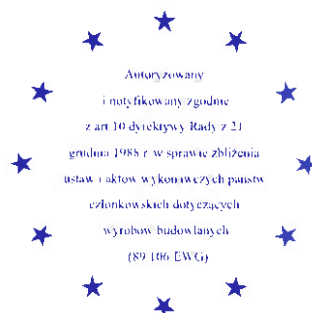 Autoryzowany
i notyfikowany zgodnie
z art 10 dyrektywy Rady z 21
grudnia 1988 r. w sprawie zbliżenia
ustaw i aktów wykonawczych państw
członkowskich dotyczących
wyrobów budowlanych
(89 106 EWG)